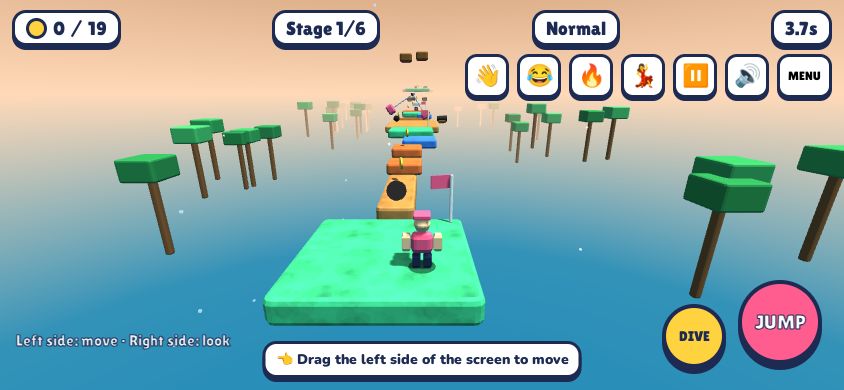 0 / 19
Stage 1/6
Normal
3.7s
MENU
Left side: move · Right side: look
👈 Drag the left side of the screen to move
DIVE
JUMP